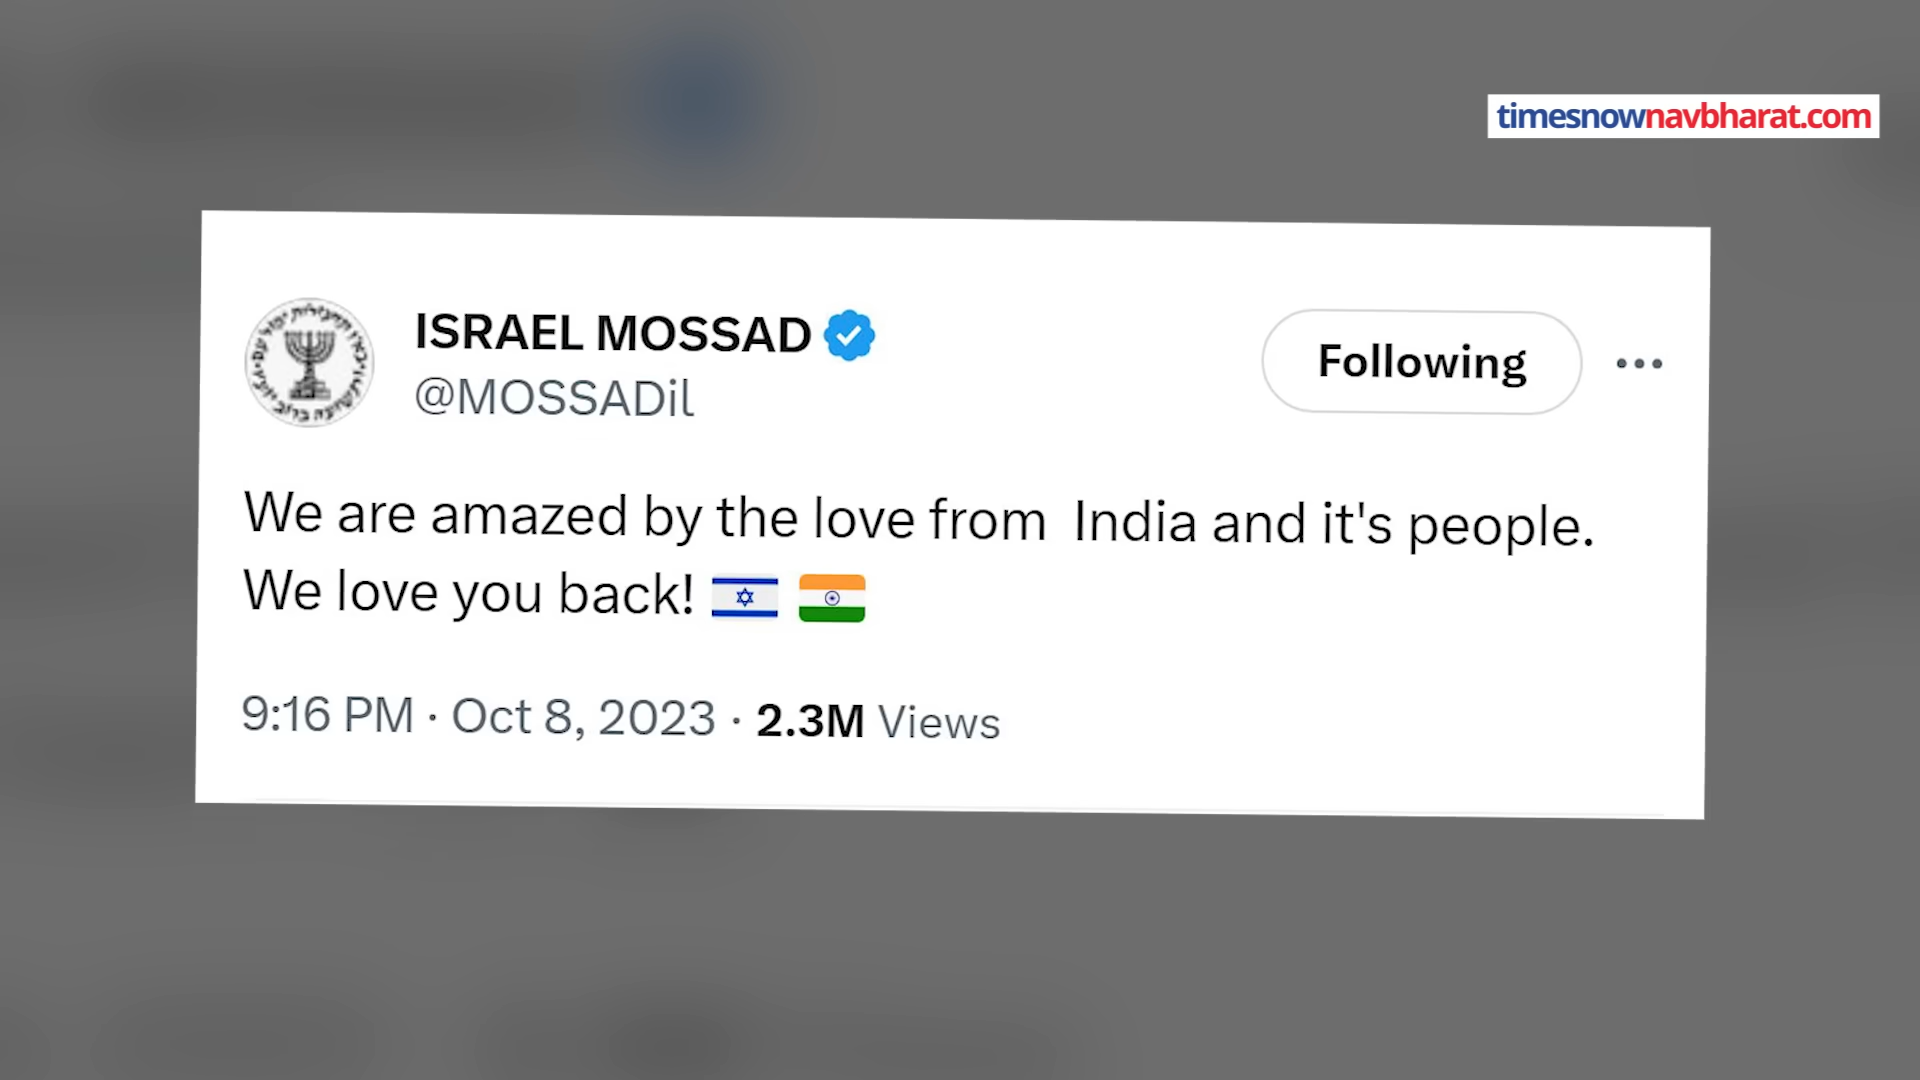 timesnownavbharat.com
ISRAEL MOSSAD
@MOSSADil
Following
We are amazed by the love from  India and it's people.
We love you back! 🇮🇱 🇮🇳
9:16 PM · Oct 8, 2023 · 2.3M Views